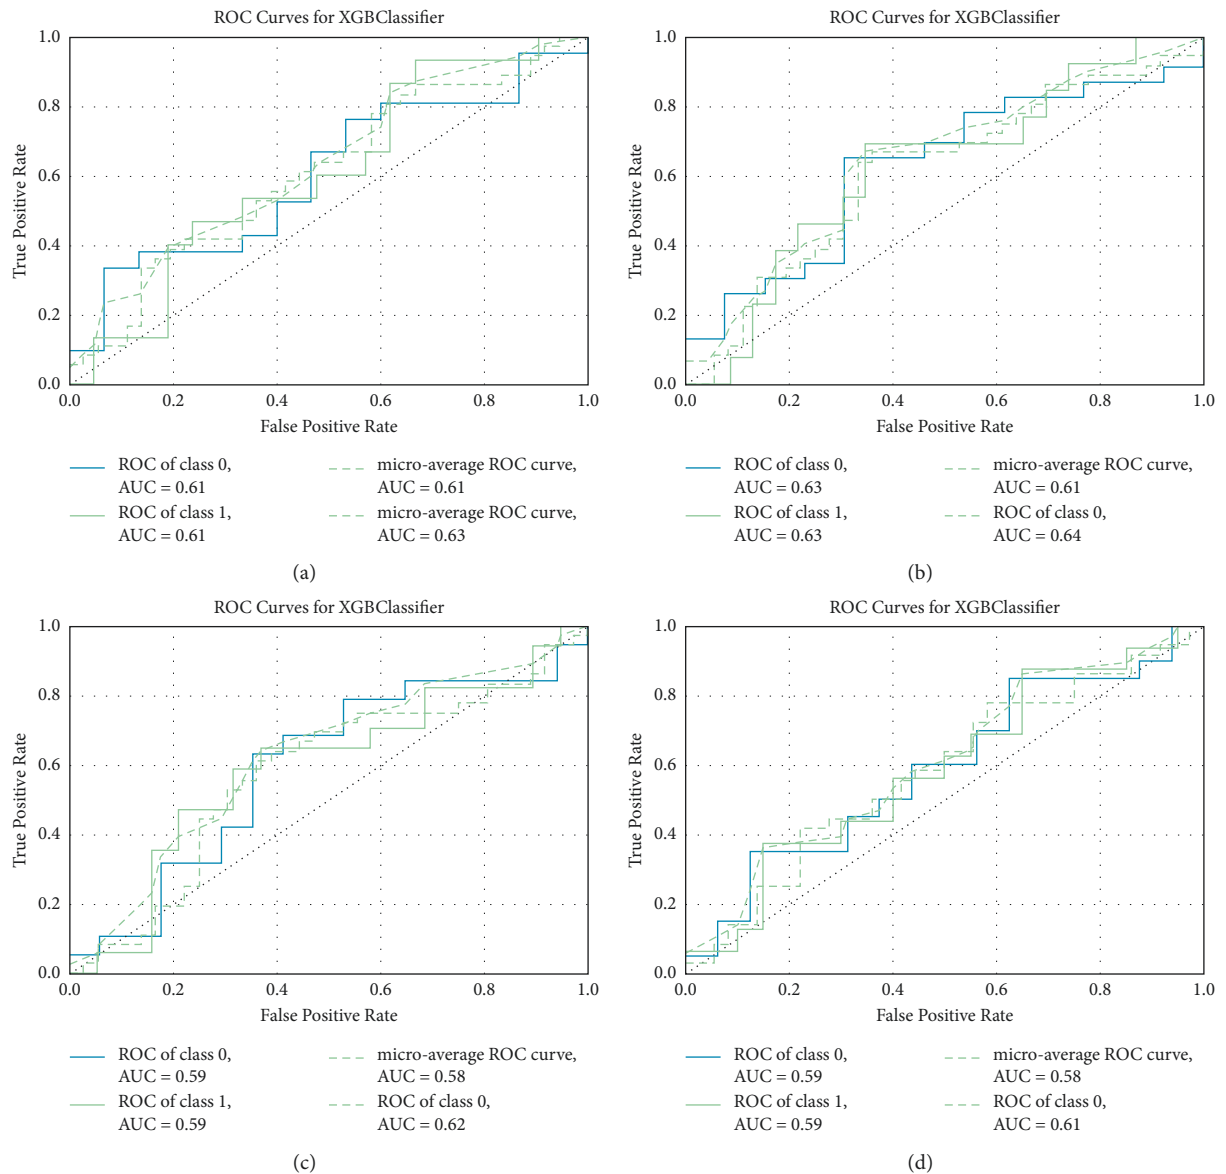 ROC Curves for XGBClassifier
1.0
0.8
0.6
0.4
0.2
0.0
True Positive Rate
0.0 0.2 0.4 0.6 0.8 1.0
False Positive Rate
ROC of class 0,
AUC = 0.61
ROC of class 1,
AUC = 0.61
micro-average ROC curve,
AUC = 0.61
micro-average ROC curve,
AUC = 0.63
(a)
ROC Curves for XGBClassifier
1.0
0.8
0.6
0.4
0.2
0.0
True Positive Rate
0.0 0.2 0.4 0.6 0.8 1.0
False Positive Rate
ROC of class 0,
AUC = 0.63
ROC of class 1,
AUC = 0.63
micro-average ROC curve,
AUC = 0.61
ROC of class 0,
AUC = 0.64
(b)
ROC Curves for XGBClassifier
1.0
0.8
0.6
0.4
0.2
0.0
True Positive Rate
0.0 0.2 0.4 0.6 0.8 1.0
False Positive Rate
ROC of class 0,
AUC = 0.59
ROC of class 1,
AUC = 0.59
micro-average ROC curve,
AUC = 0.58
ROC of class 0,
AUC = 0.62
(c)
ROC Curves for XGBClassifier
1.0
0.8
0.6
0.4
0.2
0.0
True Positive Rate
0.0 0.2 0.4 0.6 0.8 1.0
False Positive Rate
ROC of class 0,
AUC = 0.59
ROC of class 1,
AUC = 0.59
micro-average ROC curve,
AUC = 0.58
ROC of class 0,
AUC = 0.61
(d)